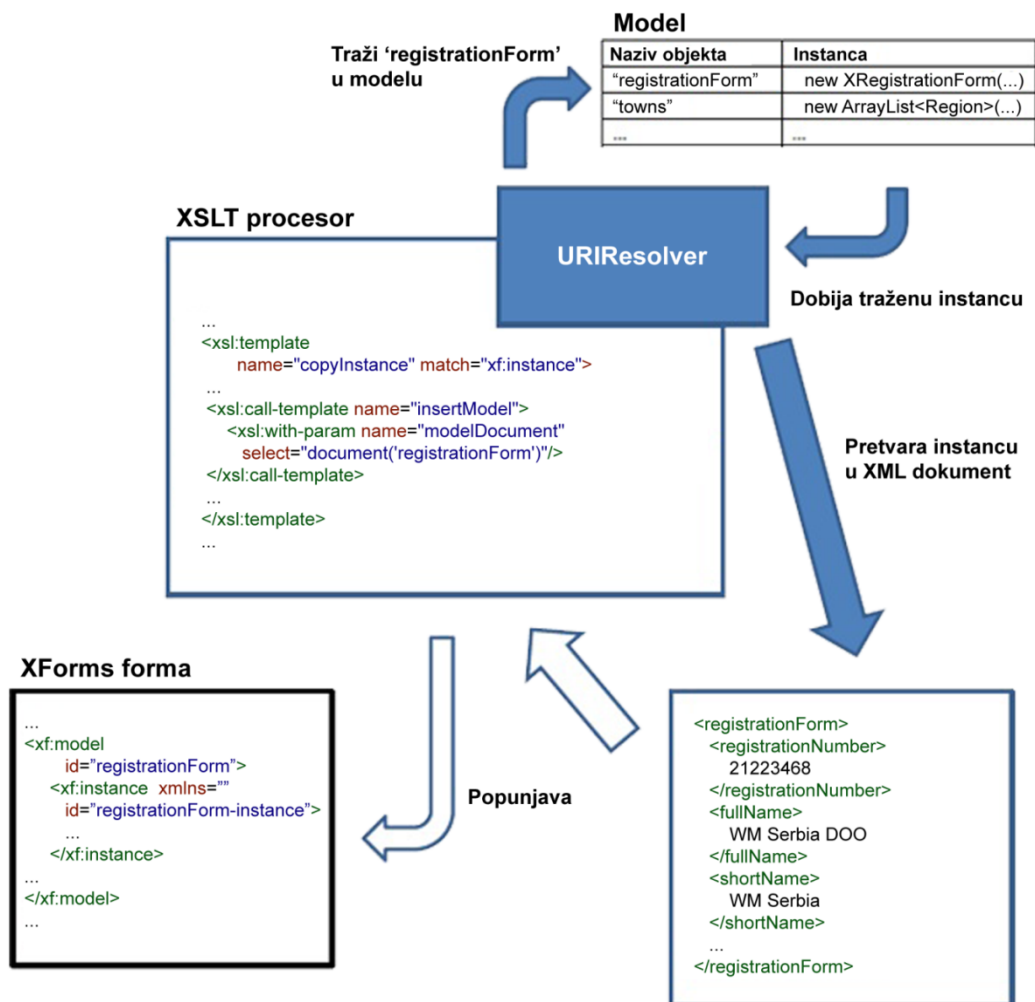 Model
Traži ‘registrationForm’
u modelu
Naziv objekta Instanca
“registrationForm” new XRegistrationForm(...)
“towns” new ArrayList<Region>(...)
... ...
XSLT procesor
URIResolver
Dobija traženu instancu
...
<xsl:template
name="copyInstance" match="xf:instance">
...
<xsl:call-template name="insertModel">
<xsl:with-param name="modelDocument"
select="document('registrationForm')"/>
</xsl:call-template>
...
</xsl:template>
...
Pretvara instancu
u XML dokument
XForms forma
...
<xf:model
id=”registrationForm”>
<xf:instance xmlns=””
id=”registrationForm-instance”>
...
</xf:instance>
...
</xf:model>
...
Popunjava
<registrationForm>
<registrationNumber>
21223468
</registrationNumber>
<fullName>
WM Serbia DOO
</fullName>
<shortName>
WM Serbia
</shortName>
...
</registrationForm>